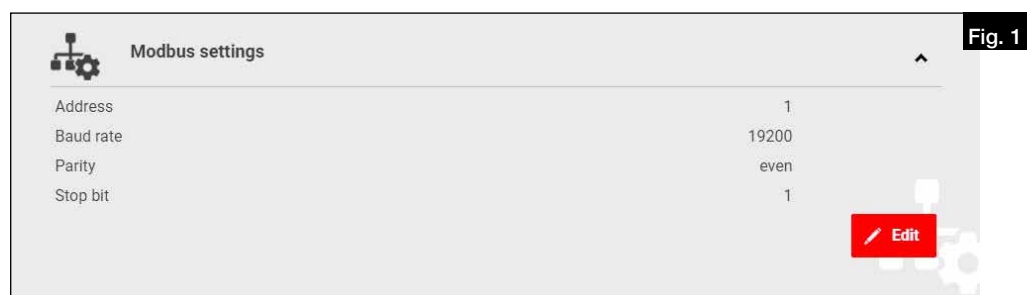 Fig. 1
Modbus settings
Address 1
Baud rate 19200
Parity even
Stop bit 1
Edit